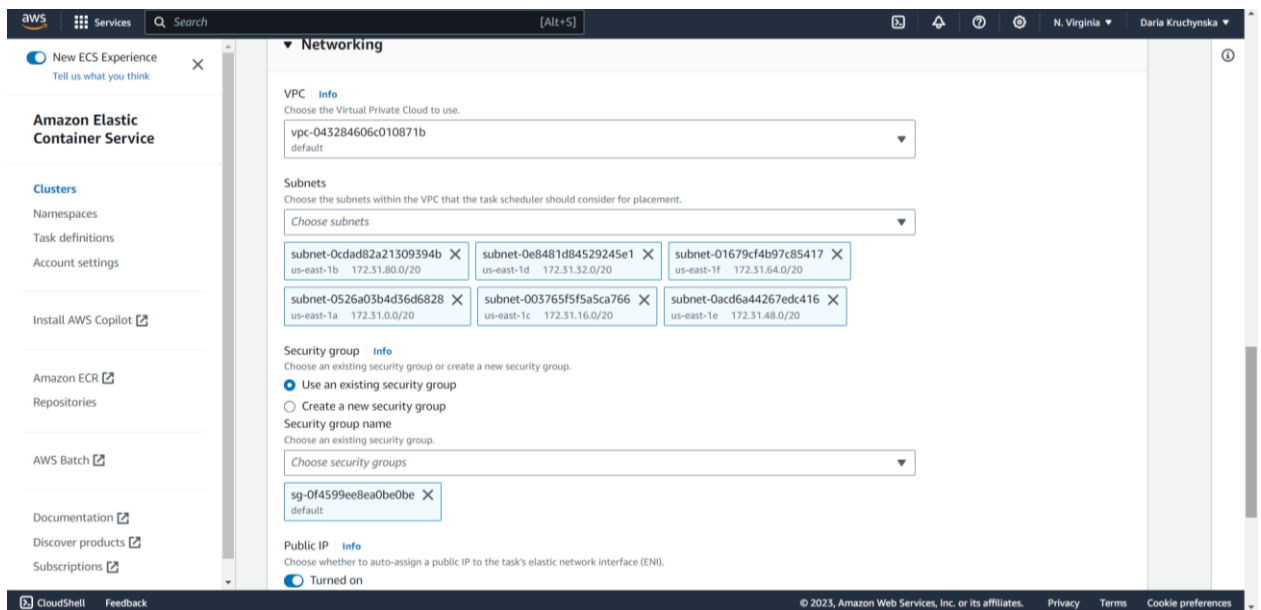 aws
Services
Search
[Alt+S]
N. Virginia
Daria Kruchynska
New ECS Experience
Tell us what you think
Amazon Elastic
Container Service
Clusters
Namespaces
Task definitions
Account settings
Install AWS Copilot
Amazon ECR
Repositories
AWS Batch
Documentation
Discover products
Subscriptions
Networking
VPC Info
Choose the Virtual Private Cloud to use.
vpc-043284606c010871b
default
Subnets
Choose the subnets within the VPC that the task scheduler should consider for placement.
Choose subnets
subnet-0cdad82a21309394b
us-east-1b 172.31.80.0/20
subnet-0e8481d84529245e1
us-east-1d 172.31.32.0/20
subnet-01679cf4b97c85417
us-east-1f 172.31.64.0/20
subnet-0526a03b4d36d6828
us-east-1a 172.31.0.0/20
subnet-003765f5f5a5ca766
us-east-1c 172.31.16.0/20
subnet-0acd6a44267edc416
us-east-1e 172.31.48.0/20
Security group Info
Choose an existing security group or create a new security group.
Use an existing security group
Create a new security group
Security group name
Choose an existing security group.
Choose security groups
sg-0f4599ee8ea0be0be
default
Public IP Info
Choose whether to auto-assign a public IP to the task's elastic network interface (ENI).
Turned on
CloudShell
Feedback
© 2023, Amazon Web Services, Inc. or its affiliates.
Privacy
Terms
Cookie preferences